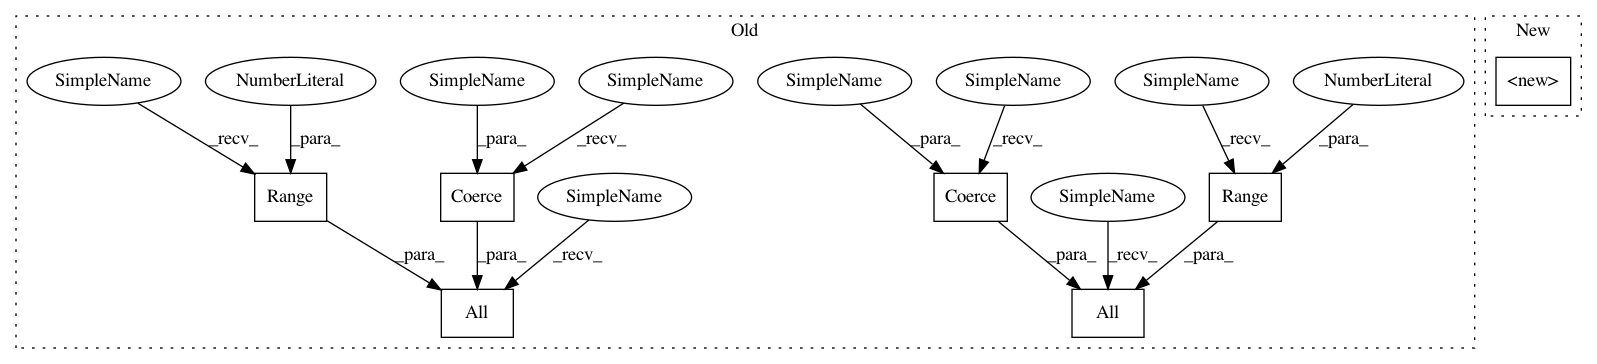 Old
New
SimpleName
NumberLiteral
SimpleName
SimpleName
SimpleName
SimpleName
SimpleName
NumberLiteral
<new>
_recv_
_para_
_para_
_recv_
_para_
_recv_
_recv_
_para_
Range
Coerce
SimpleName
Coerce
SimpleName
Range
_para_
_para_
_recv_
_para_
_recv_
_para_
All
All